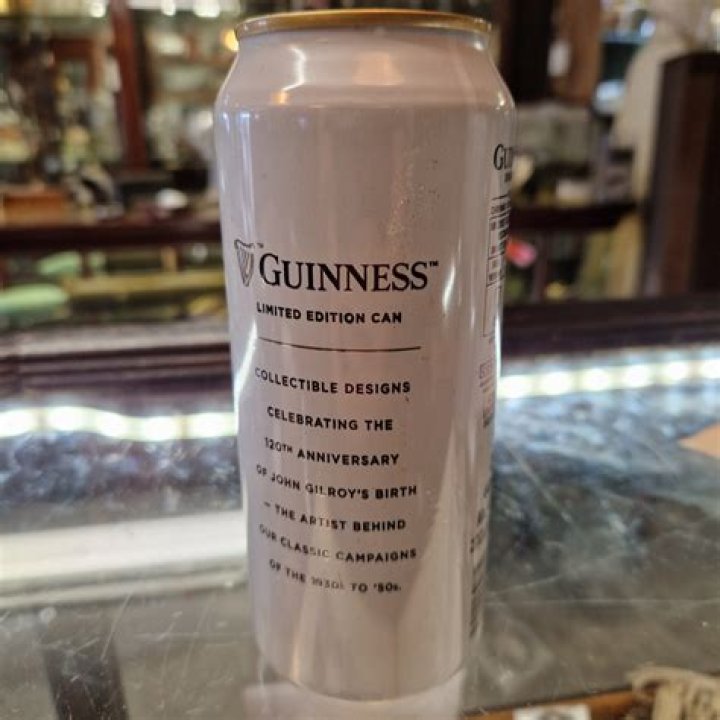 GUINNESS™
LIMITED EDITION CAN
COLLECTIBLE DESIGNS
CELEBRATING THE
120TH ANNIVERSARY
OF JOHN GILROY'S BIRTH
– THE ARTIST BEHIND
OUR CLASSIC CAMPAIGNS
OF THE 1930s TO '50s.